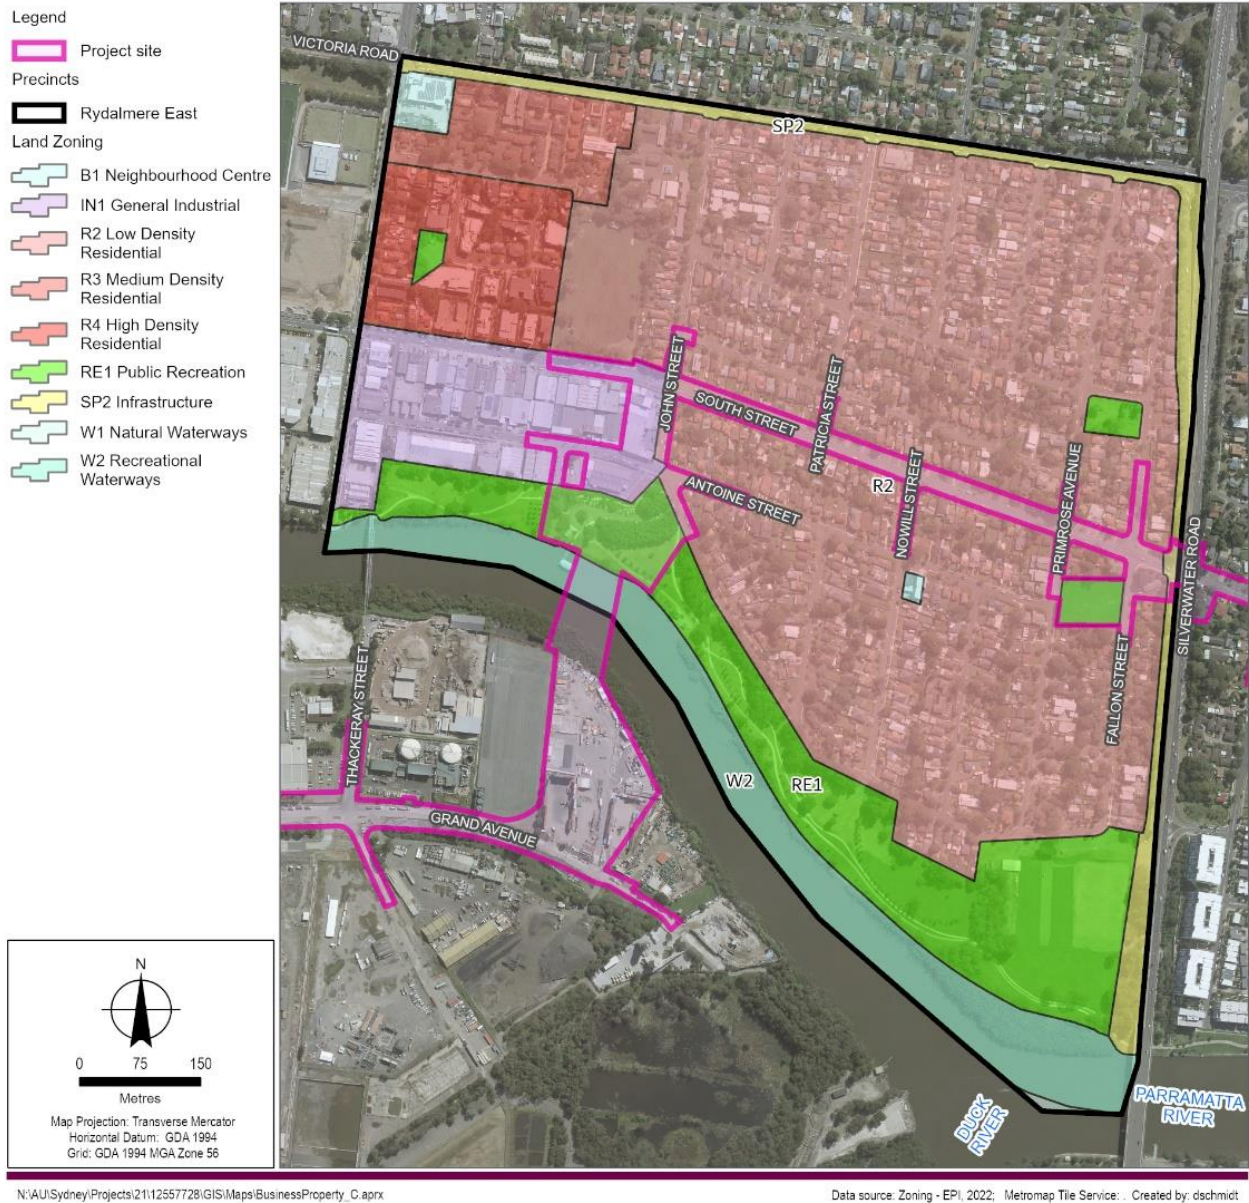 Legend
Project site
Precincts
Rydalmere East
Land Zoning
B1 Neighbourhood Centre
IN1 General Industrial
R2 Low Density
Residential
R3 Medium Density
Residential
R4 High Density
Residential
RE1 Public Recreation
SP2 Infrastructure
W1 Natural Waterways
W2 Recreational
Waterways
VICTORIA ROAD
SP2
JOHN STREET
SOUTH STREET
PATRICIA STREET
R2
ANTOINE STREET
NOWILL STREET
PRIMROSE AVENUE
SILVERWATER ROAD
FALLON STREET
THACKERAY STREET
W2
RE1
GRAND AVENUE
DUCK
RIVER
PARRAMATTA
RIVER
N
0 75 150
Metres
Map Projection: Transverse Mercator
Horizontal Datum: GDA 1994
Grid: GDA 1994 MGA Zone 56
N:\AU\Sydney\Projects\21\12557728\GIS\Maps\BusinessProperty_C.aprx
Data source: Zoning - EPI, 2022; Metromap Tile Service: . Created by: dschmidt